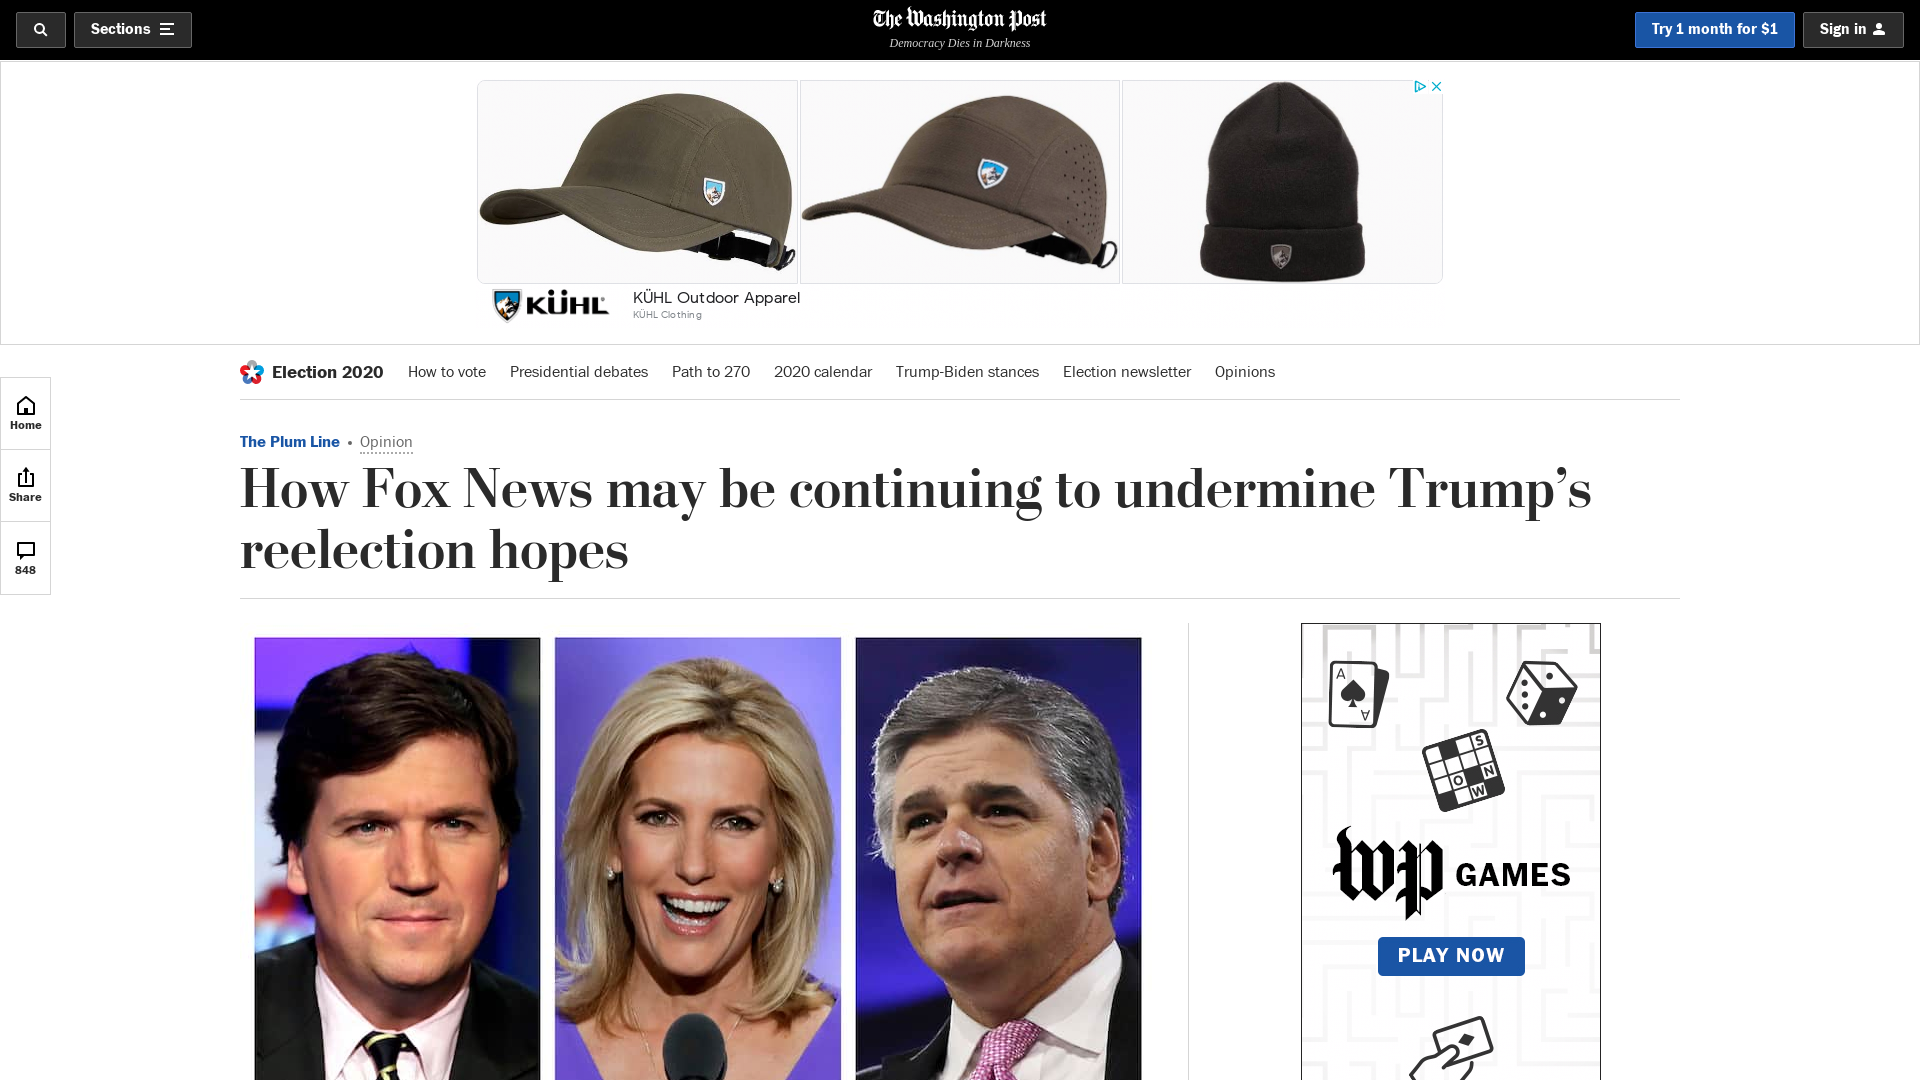 Sections
The Washington Post
Democracy Dies in Darkness
Try 1 month for $1
Sign in
KÜHL
KÜHL Outdoor Apparel
KÜHL Clothing
Election 2020
How to vote
Presidential debates
Path to 270
2020 calendar
Trump-Biden stances
Election newsletter
Opinions
Home
Share
848
The Plum Line • Opinion
How Fox News may be continuing to undermine Trump’s
reelection hopes
A
A
S
O N
W
wp GAMES
PLAY NOW